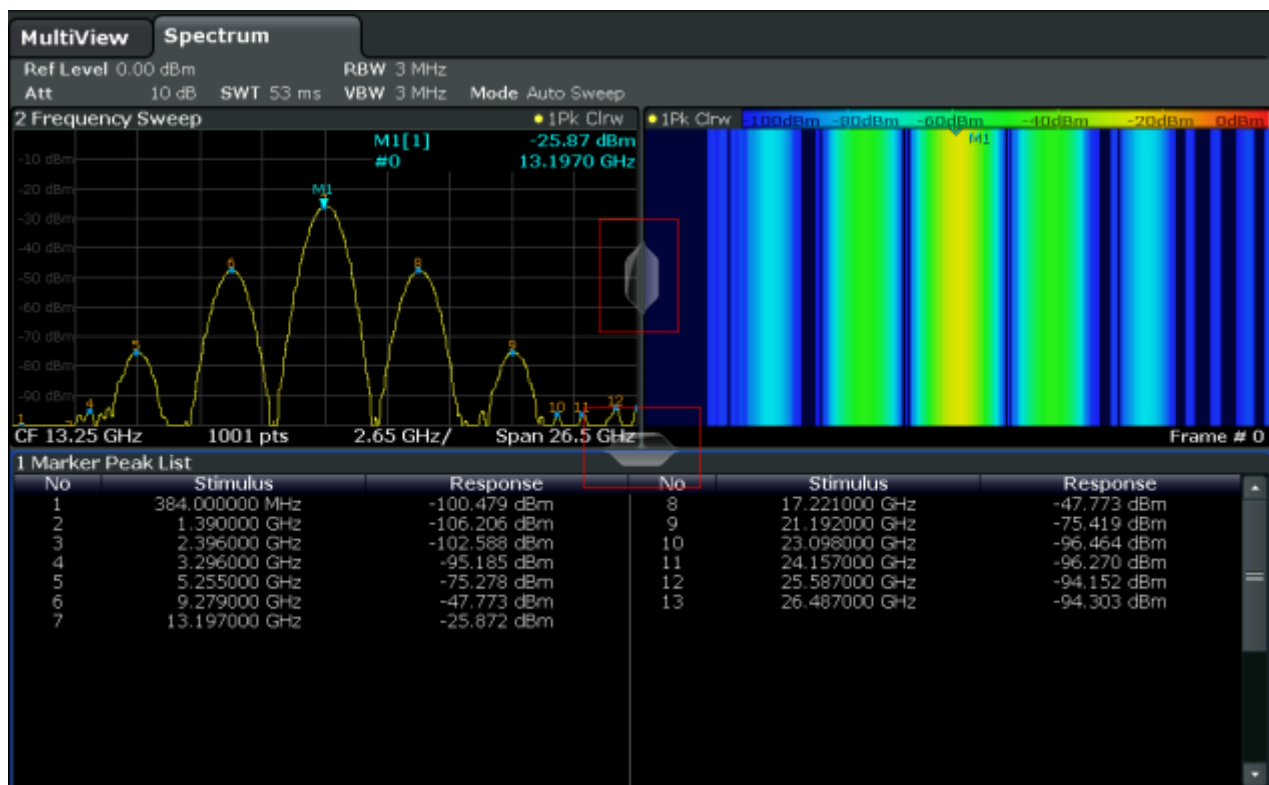 MultiView Spectrum
Ref Level 0.00 dBm RBW 3 MHz
Att 10 dB SWT 53 ms VBW 3 MHz Mode Auto Sweep
2 Frequency Sweep 1Pk Clrw 1Pk Clrw -100dBm -80dBm -60dBm -40dBm -20dBm 0dBm
M1[1] -25.87 dBm M1
#0 13.1970 GHz
-10 dBm
-20 dBm M1
-30 dBm
-40 dBm
6 8
-50 dBm
-60 dBm
-70 dBm
5 9
-80 dBm
-90 dBm
1 4 10 11 12
CF 13.25 GHz 1001 pts 2.65 GHz/ Span 26.5 GHz Frame # 0
1 Marker Peak List
No Stimulus Response No Stimulus Response
1 384.000000 MHz -100.479 dBm 8 17.221000 GHz -47.773 dBm
2 1.390000 GHz -106.206 dBm 9 21.192000 GHz -75.419 dBm
3 2.396000 GHz -102.588 dBm 10 23.098000 GHz -96.464 dBm
4 3.296000 GHz -95.185 dBm 11 24.157000 GHz -96.270 dBm
5 5.255000 GHz -75.278 dBm 12 25.587000 GHz -94.152 dBm
6 9.279000 GHz -47.773 dBm 13 26.487000 GHz -94.303 dBm
7 13.197000 GHz -25.872 dBm